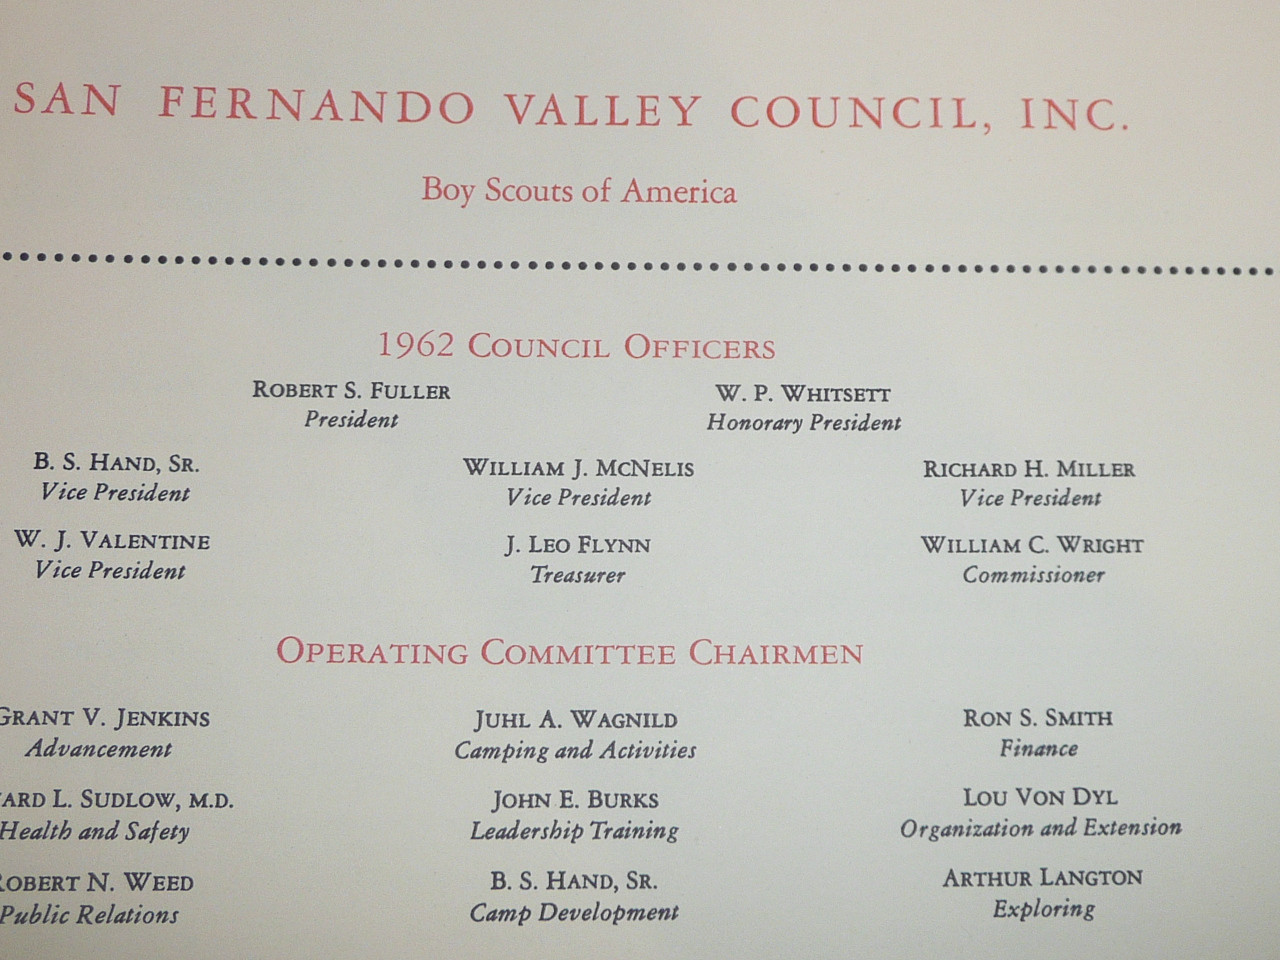 SAN FERNANDO VALLEY COUNCIL, INC.
Boy Scouts of America
1962 COUNCIL OFFICERS
ROBERT S. FULLER W. P. WHITSETT
President Honorary President
B. S. HAND, SR. WILLIAM J. MCNELIS RICHARD H. MILLER
Vice President Vice President Vice President
W. J. VALENTINE J. LEO FLYNN WILLIAM C. WRIGHT
Vice President Treasurer Commissioner
OPERATING COMMITTEE CHAIRMEN
GRANT V. JENKINS JUHL A. WAGNILD RON S. SMITH
Advancement Camping and Activities Finance
L. SUDLOW, M.D. JOHN E. BURKS LOU VON DYL
Health and Safety Leadership Training Organization and Extension
ROBERT N. WEED B. S. HAND, SR. ARTHUR LANGTON
Public Relations Camp Development Exploring